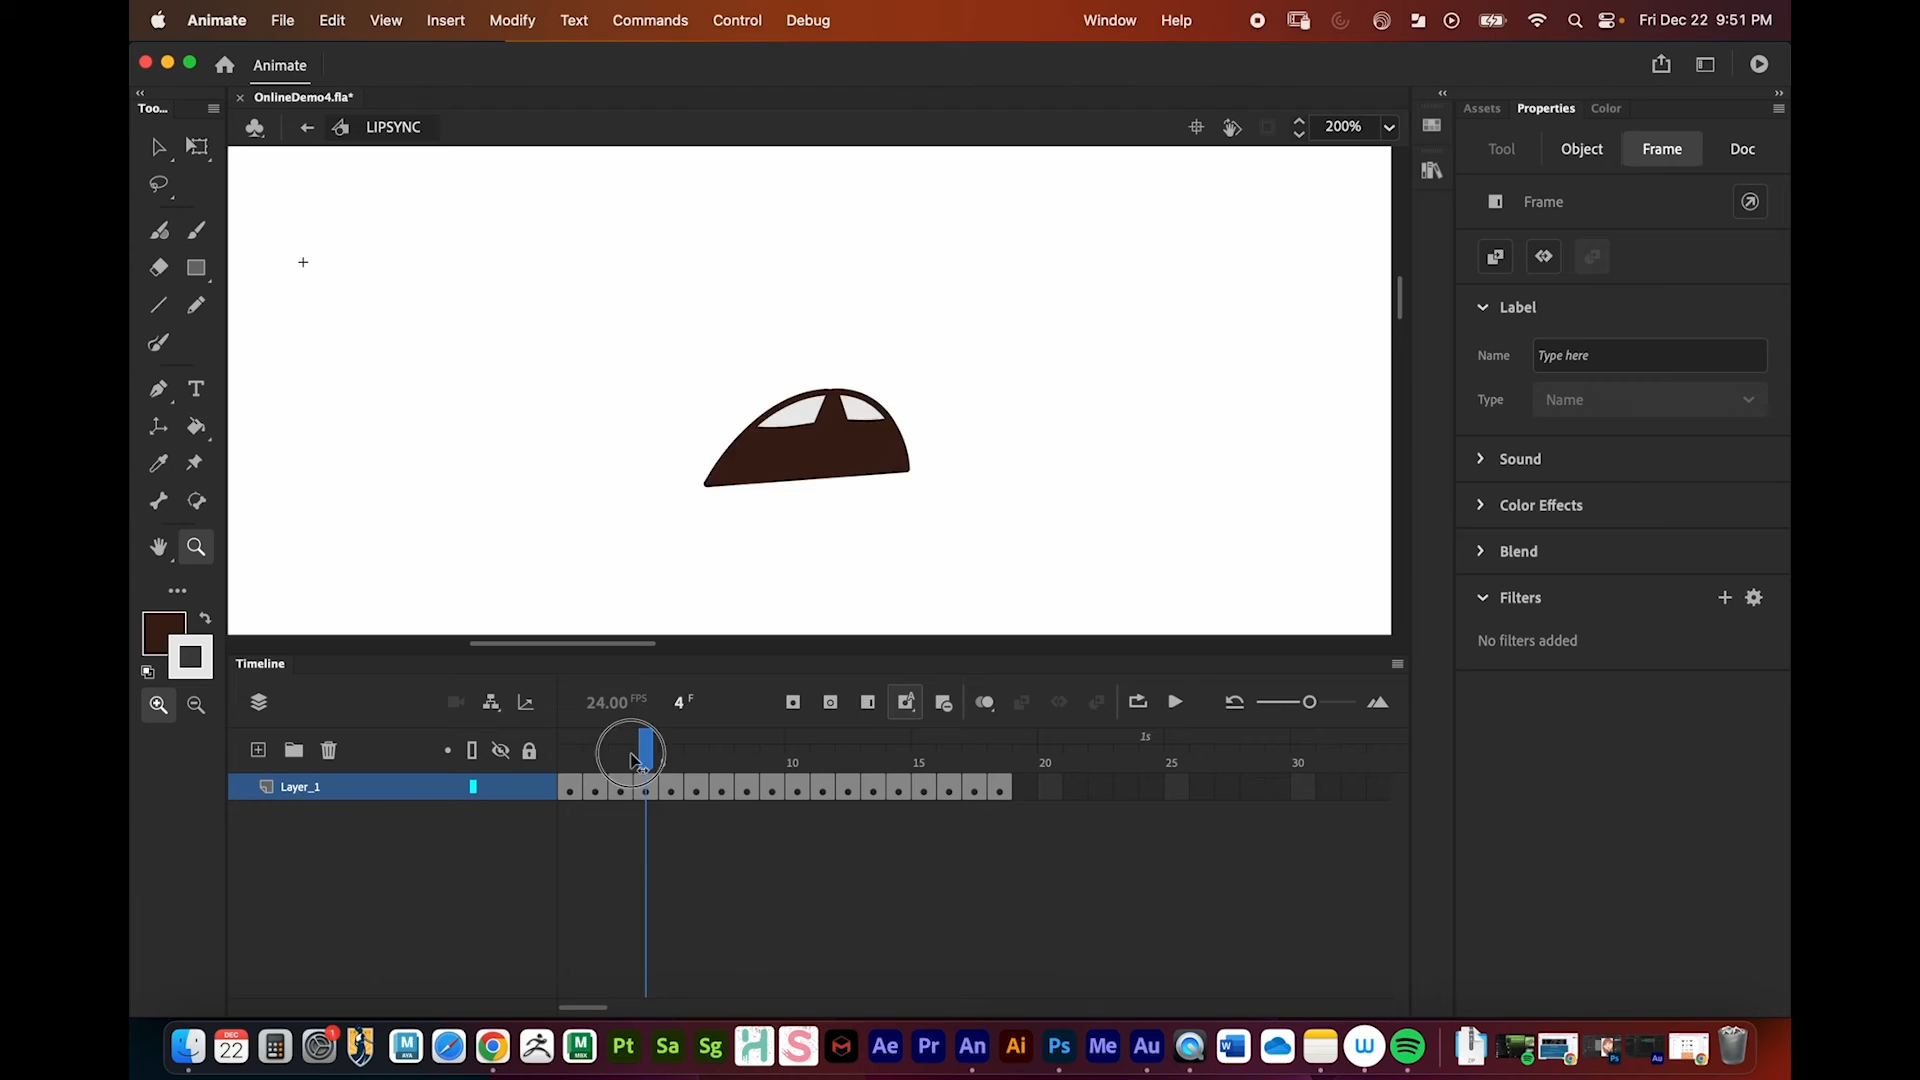 Animate File Edit View Insert Modify Text Commands Control Debug Window Help Fri Dec 22 9:51 PM
Animate
Too...
OnlineDemo4.fla*
Assets Properties Color
LIPSYNC
200%
Tool Object Frame Doc
Frame
Label
Name Type here
Type Name
Sound
Color Effects
Blend
Filters
No filters added
Timeline
24.00 FPS 4 F
1s
10 15 20 25 30
Layer_1
DEC
22
1
Pt Sa Sg Ae Pr An Ai Ps Me Au